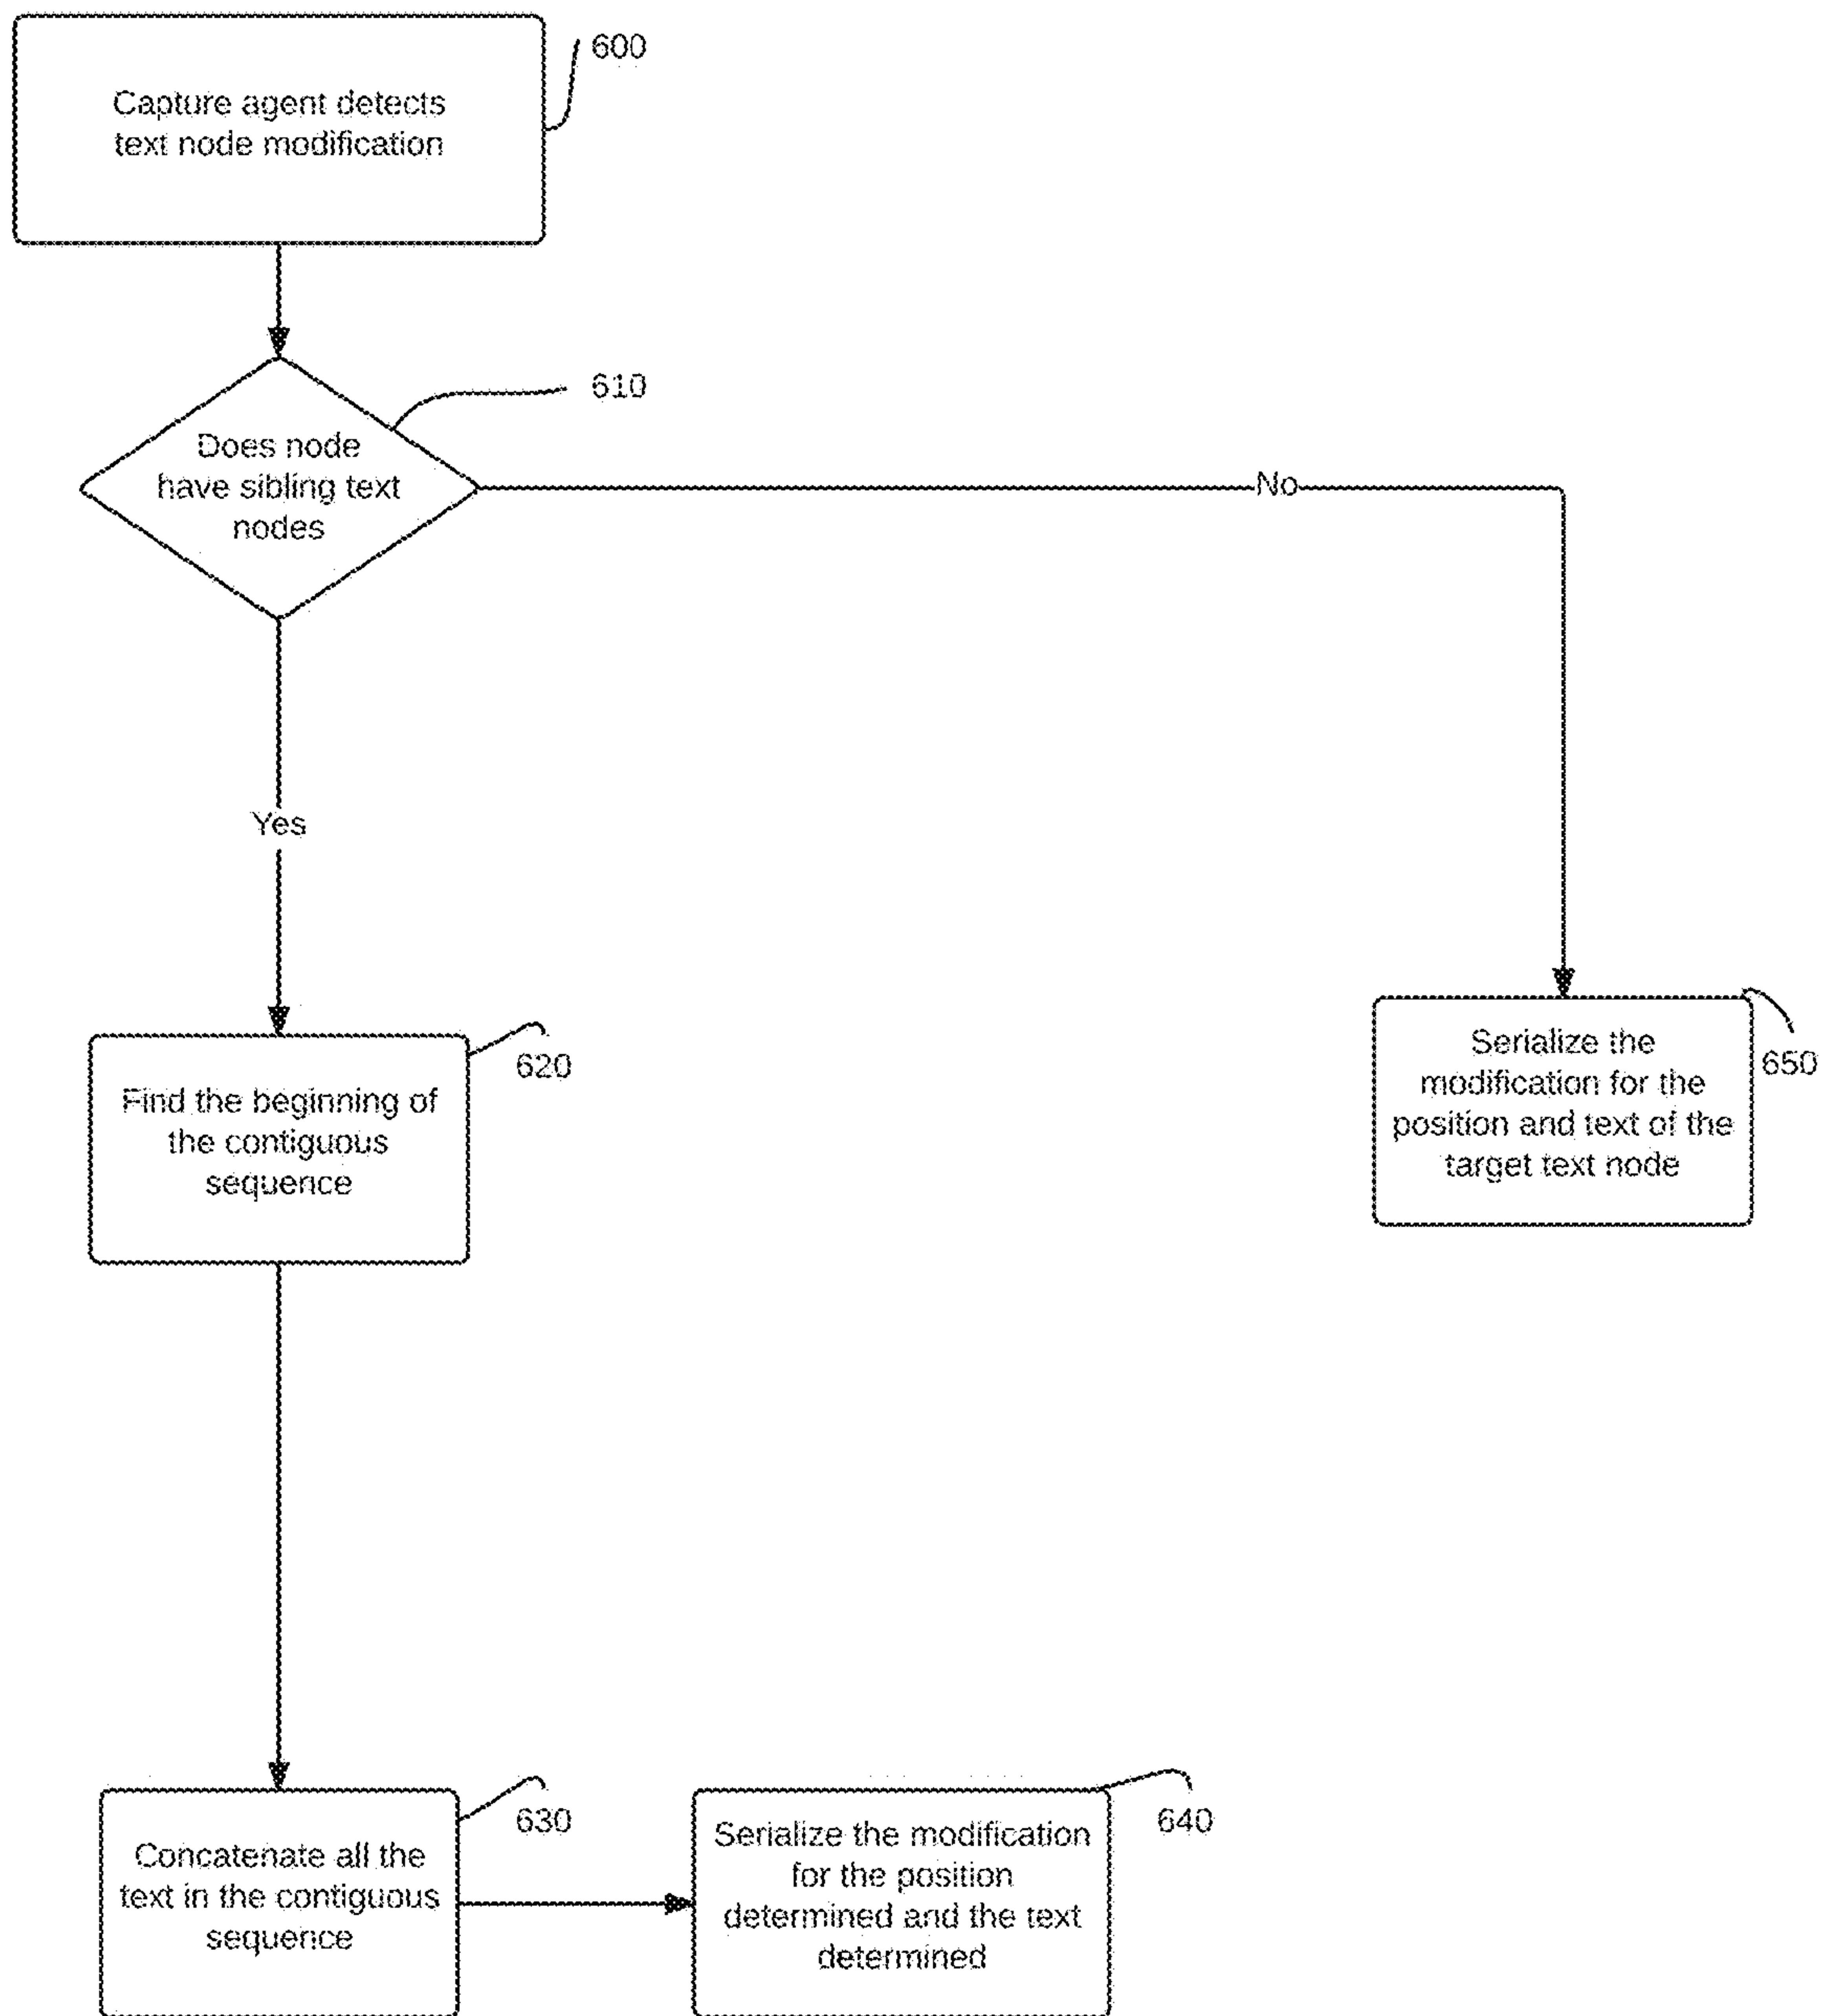 Capture agent detects
text node modification
600
610
Does node
have sibling text
nodes
No
Yes
620
Find the beginning of
the contiguous
sequence
650
Serialize the
modification for the
position and text of the
target text node
630
Concatenate all the
text in the contiguous
sequence
640
Serialize the modification
for the position
determined and the text
determined